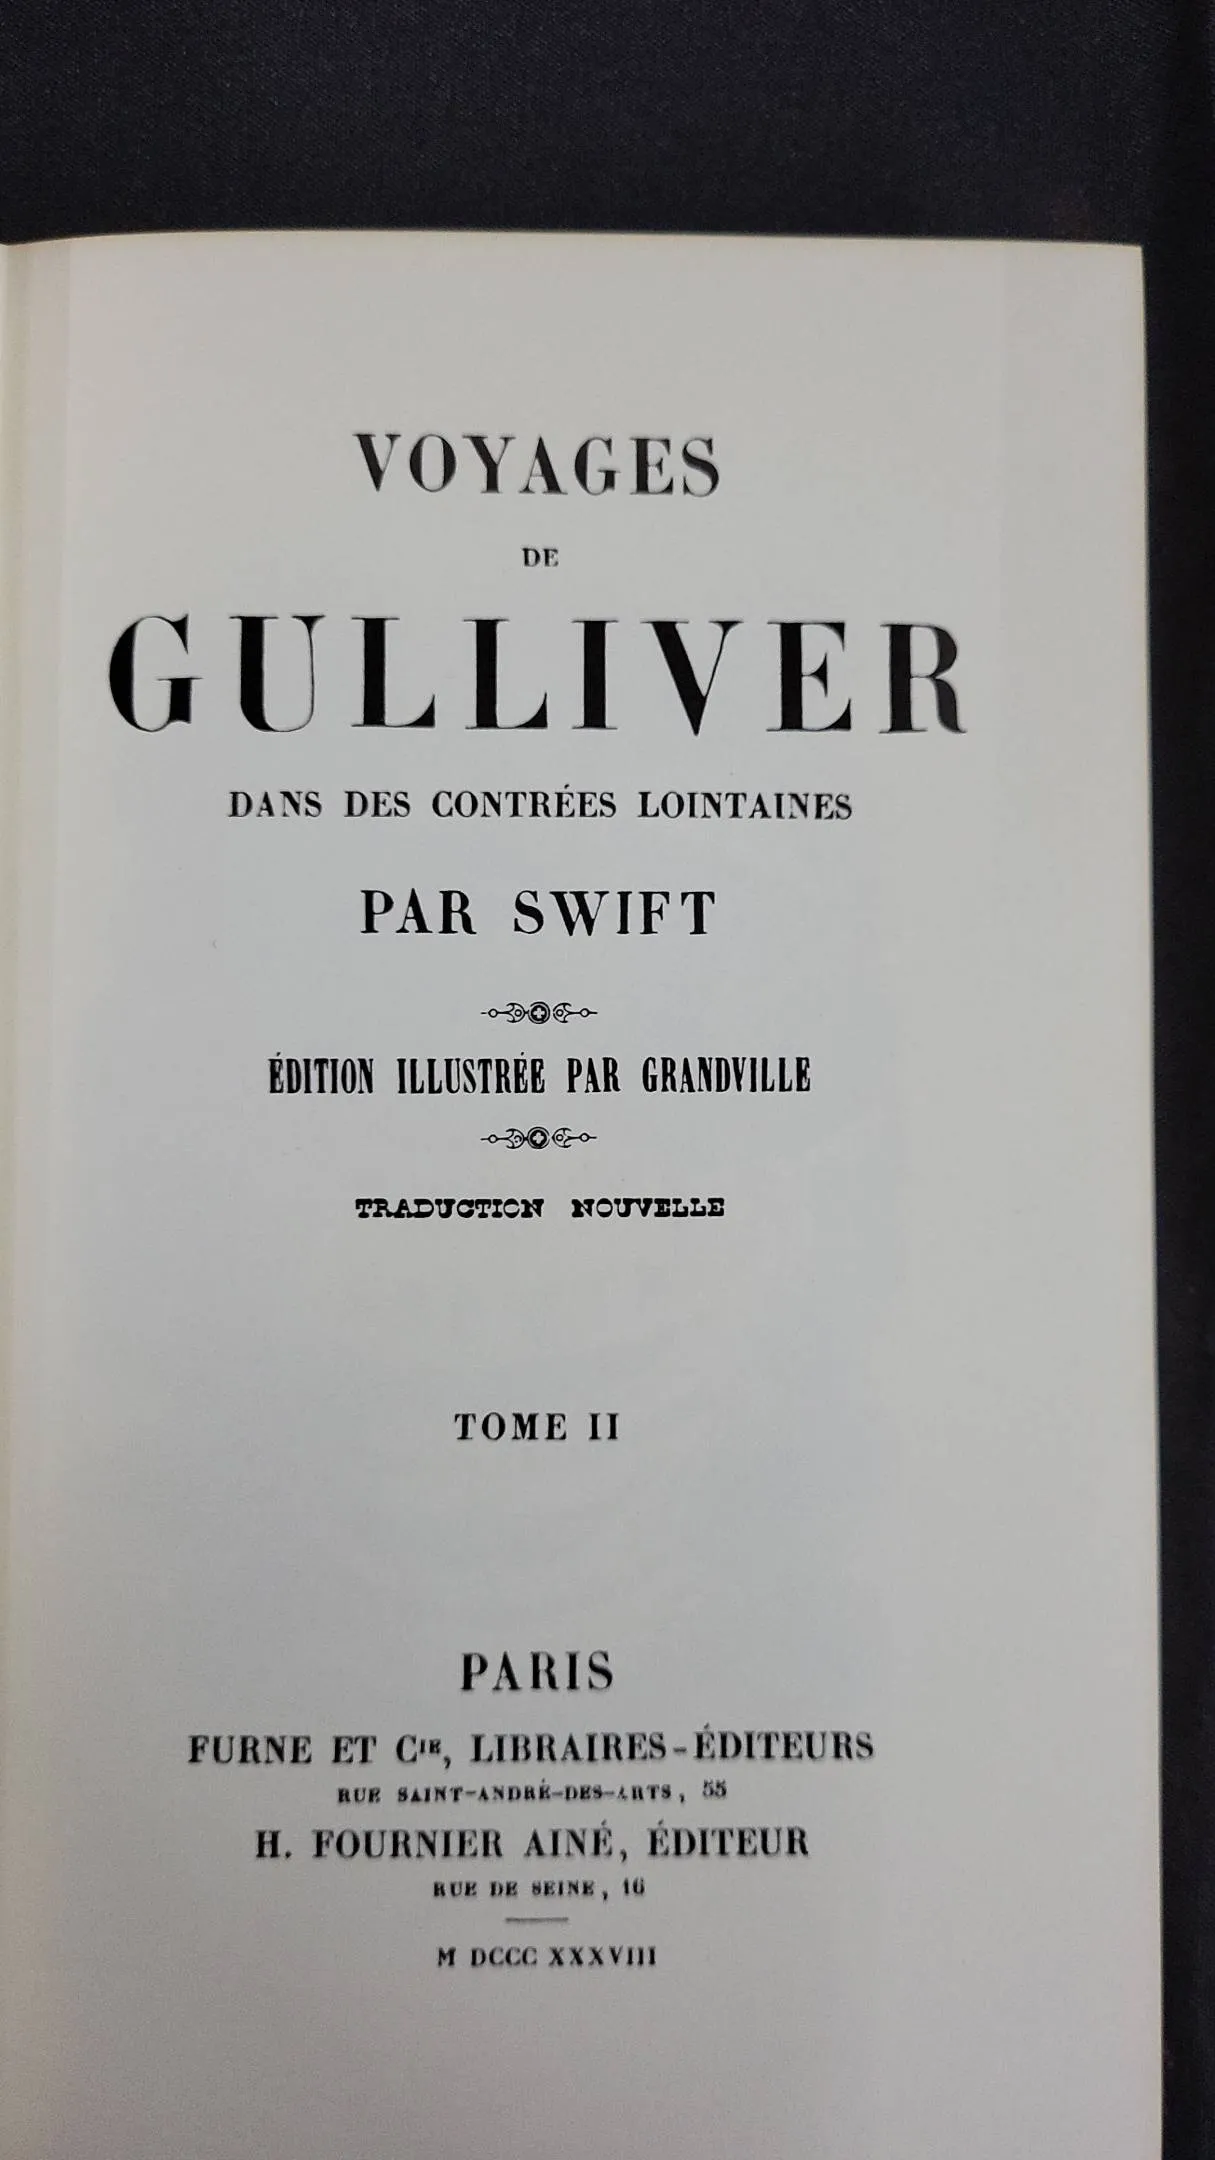 VOYAGES
DE
GULLIVER
DANS DES CONTRÉES LOINTAINES
PAR SWIFT
ÉDITION ILLUSTRÉE PAR GRANDVILLE
TRADUCTION NOUVELLE
TOME II
PARIS
FURNE ET CIE, LIBRAIRES-ÉDITEURS
RUE SAINT-ANDRÉ-DES-ARTS, 55
H. FOURNIER AINÉ, ÉDITEUR
RUE DE SEINE, 16
M DCCC XXXVIII